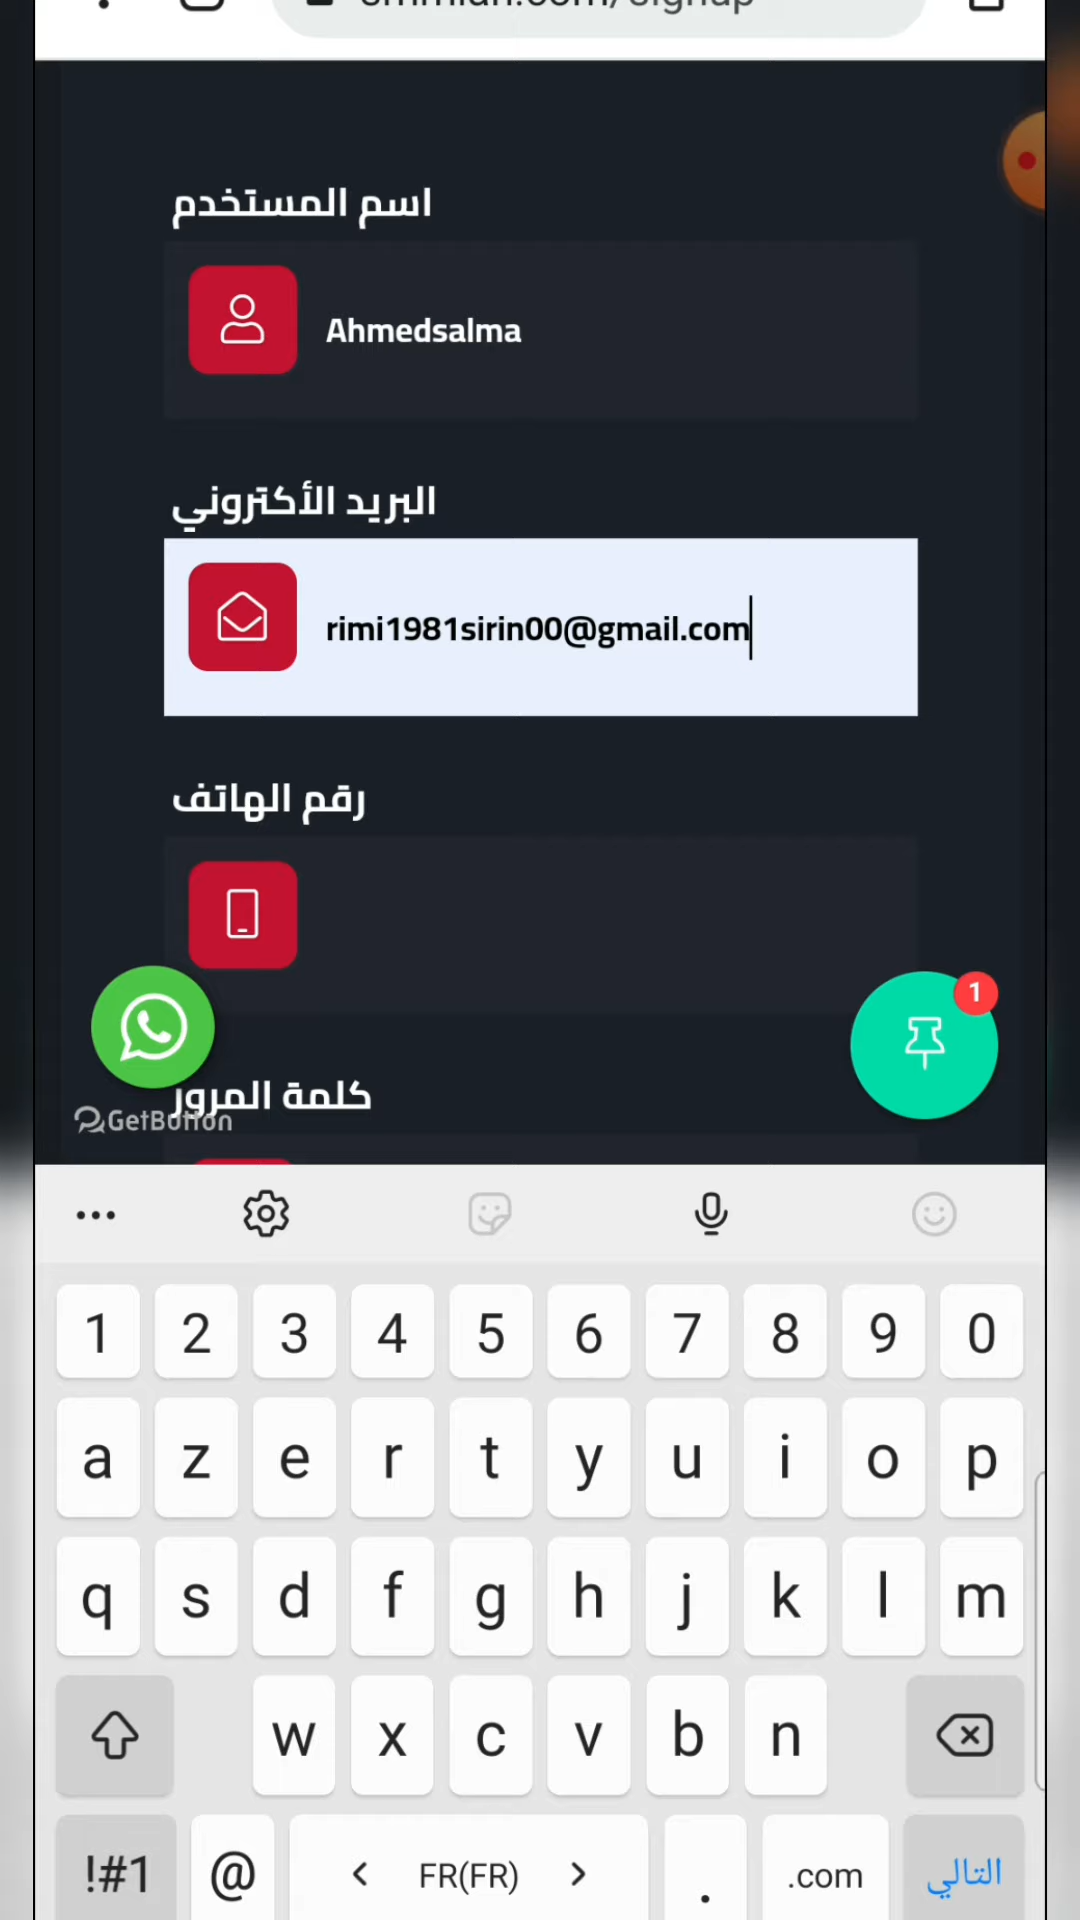 اسم المستخدم
Ahmedsalma
البريد الأكتروني
rimi1981sirin00@gmail.com
رقم الهاتف
1
كلمة المرور
GetButton
1 2 3 4 5 6 7 8 9 0
a z e r t y u i o p
q s d f g h j k l m
w x c v b n
!#1 @ < FR(FR) > . .com التالي